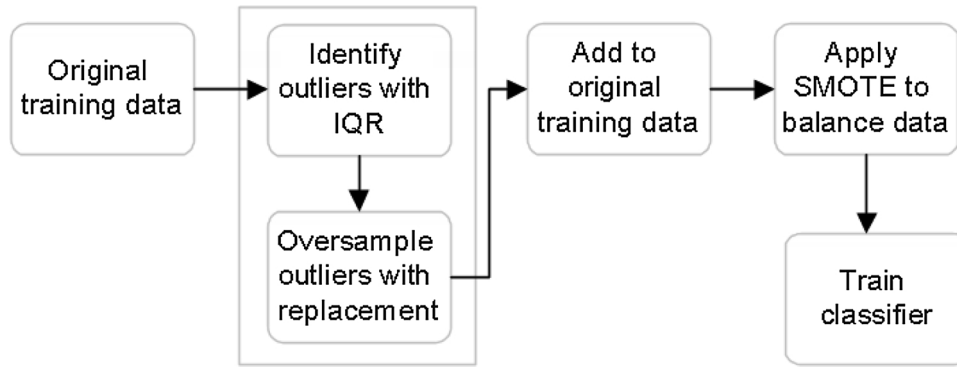 Original
training data
Identify
outliers with
IQR
Oversample
outliers with
replacement
Add to
original
training data
Apply
SMOTE to
balance data
Train
classifier